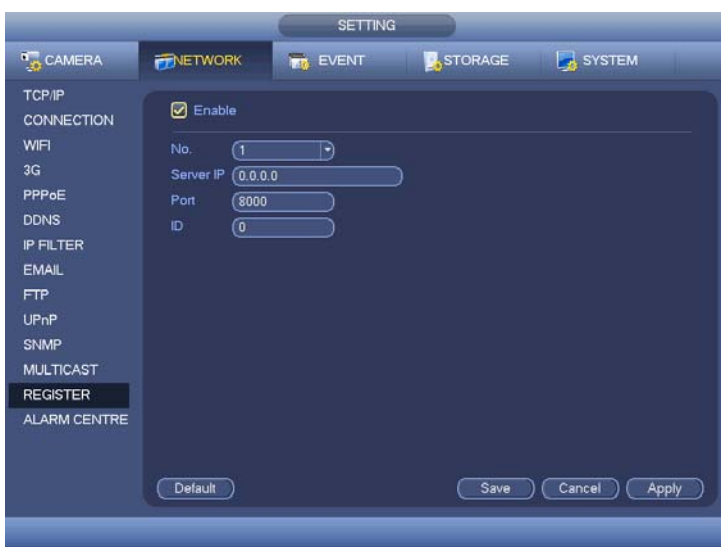 SETTING
CAMERA
NETWORK
EVENT
STORAGE
SYSTEM
TCP/IP
CONNECTION
WIFI
3G
PPPoE
DDNS
IP FILTER
EMAIL
FTP
UPnP
SNMP
MULTICAST
REGISTER
ALARM CENTRE
Enable
No. 1
Server IP 0.0.0.0
Port 8000
ID 0
Default
Save
Cancel
Apply